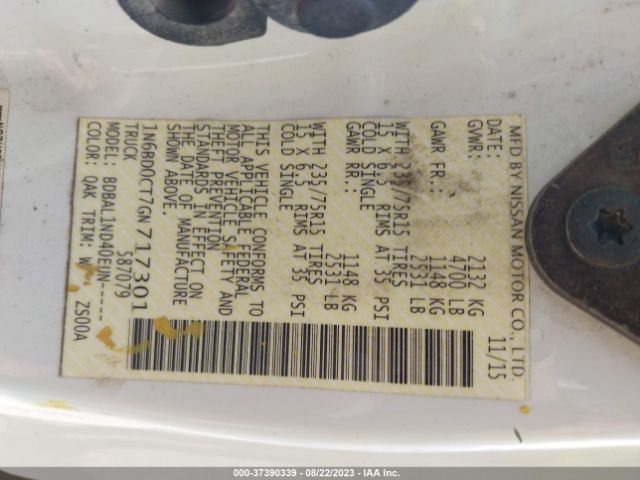 MFD BY NISSAN MOTOR CO., LTD.
DATE: 11/15
GVWR: 2132 KG
4700 LB
GAWR FR: 1148 KG
2531 LB
WITH 235/75R15 TIRES
15 X 6.5 RIMS AT 35 PSI
COLD SINGLE
GAWR RR: 1148 KG
2531 LB
WITH 235/75R15 TIRES
15 X 6.5 RIMS AT 35 PSI
COLD SINGLE
THIS VEHICLE CONFORMS TO
ALL APPLICABLE FEDERAL
MOTOR VEHICLE SAFETY AND
THEFT PREVENTION
STANDARDS IN EFFECT ON
THE DATE OF MANUFACTURE
SHOWN ABOVE.
1N6BD0CT7GN717301
TRUCK 587079
MODEL: BDBAL1ND40EUN-----
COLOR: QAK TRIM: W ZS00A
000-37390339 - 08/22/2023 - IAA Inc.